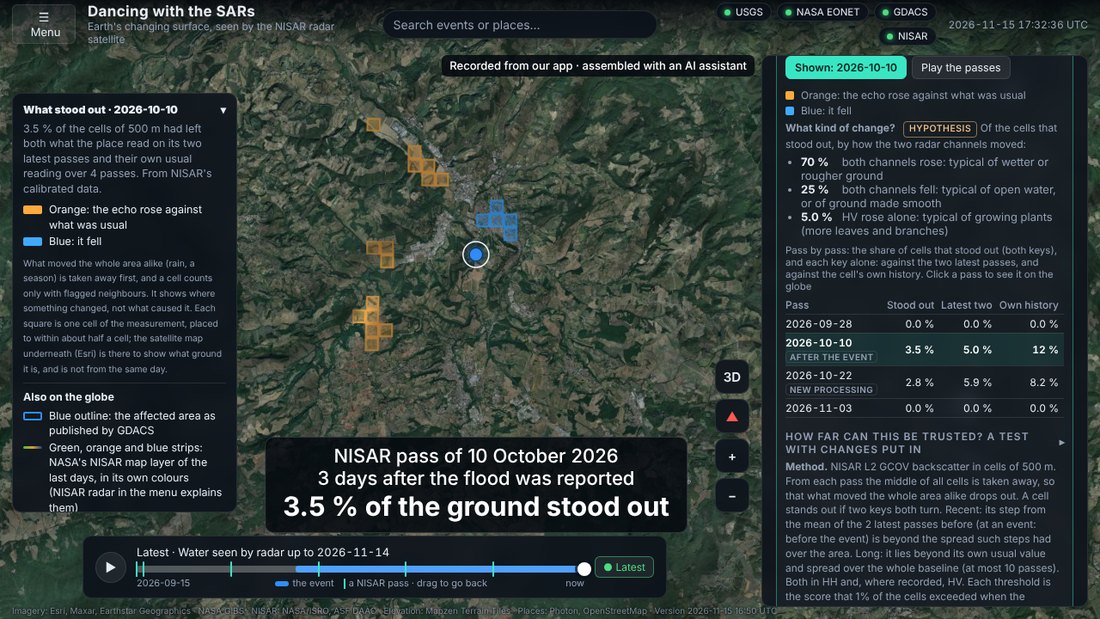 ☰
Menu
Dancing with the SARs
Earth's changing surface, seen by the NISAR radar
satellite
Search events or places...
USGS
NASA EONET
GDACS
NISAR
2026-11-15 17:32:36 UTC
Recorded from our app · assembled with an AI assistant
What stood out · 2026-10-10 ▼
3.5 % of the cells of 500 m had left
both what the place read on its two
latest passes and their own usual
reading over 4 passes. From NISAR's
calibrated data.
Orange: the echo rose against
what was usual
Blue: it fell
What moved the whole area alike (rain, a
season) is taken away first, and a cell counts
only with flagged neighbours. It shows where
something changed, not what caused it. Each
square is one cell of the measurement, placed
to within about half a cell; the satellite map
underneath (Esri) is there to show what ground
it is, and is not from the same day.
Also on the globe
Blue outline: the affected area as
published by GDACS
Green, orange and blue strips:
NASA's NISAR map layer of the
last days, in its own colours
(NISAR radar in the menu explains
them)
Shown: 2026-10-10
Play the passes
Orange: the echo rose against what was usual
Blue: it fell
What kind of change? HYPOTHESIS Of the cells that
stood out, by how the two radar channels moved:
• 70 % both channels rose: typical of wetter or
rougher ground
• 25 % both channels fell: typical of open water,
or of ground made smooth
• 5.0 % HV rose alone: typical of growing plants
(more leaves and branches)
Pass by pass: the share of cells that stood out (both keys),
and each key alone: against the two latest passes, and
against the cell's own history. Click a pass to see it on the
globe
Pass Stood out Latest two Own history
2026-09-28 0.0 % 0.0 % 0.0 %
2026-10-10 3.5 % 5.0 % 12 %
AFTER THE EVENT
2026-10-22 2.8 % 5.9 % 8.2 %
NEW PROCESSING
2026-11-03 0.0 % 0.0 % 0.0 %
HOW FAR CAN THIS BE TRUSTED? A TEST
WITH CHANGES PUT IN
Method. NISAR L2 GCOV backscatter in cells of 500 m.
From each pass the middle of all cells is taken away, so
that what moved the whole area alike drops out. A cell
stands out if two keys both turn. Recent: its step from
the mean of the 2 latest passes before (at an event:
before the event) is beyond the spread such steps had
over the area. Long: it lies beyond its own usual value
and spread over the whole baseline (at most 10 passes).
Both in HH and, where recorded, HV. Each threshold is
the score that 1% of the cells exceeded when the
3D
+
−
NISAR pass of 10 October 2026
3 days after the flood was reported
3.5 % of the ground stood out
Latest · Water seen by radar up to 2026-11-14
2026-09-15
the event
a NISAR pass · drag to go back
now
Latest
Imagery: Esri, Maxar, Earthstar Geographics · NASA GIBS · NISAR: NASA/ISRO, ASF DAAC · Elevation: Mapzen Terrain Tiles · Places: Photon, OpenStreetMap · Version 2026-11-15 16:50 UTC